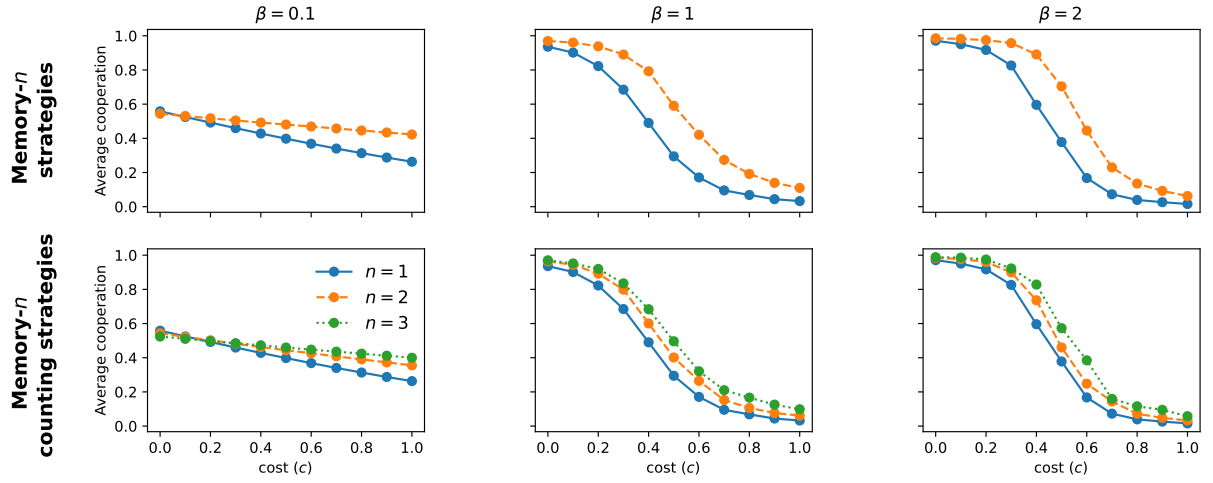 β = 0.1
β = 1
β = 2
Memory-n
strategies
Average cooperation
1.0
0.8
0.6
0.4
0.2
0.0
Memory-n
counting strategies
Average cooperation
1.0
0.8
0.6
0.4
0.2
0.0
n = 1
n = 2
n = 3
0.0 0.2 0.4 0.6 0.8 1.0
0.0 0.2 0.4 0.6 0.8 1.0
0.0 0.2 0.4 0.6 0.8 1.0
cost (c)
cost (c)
cost (c)